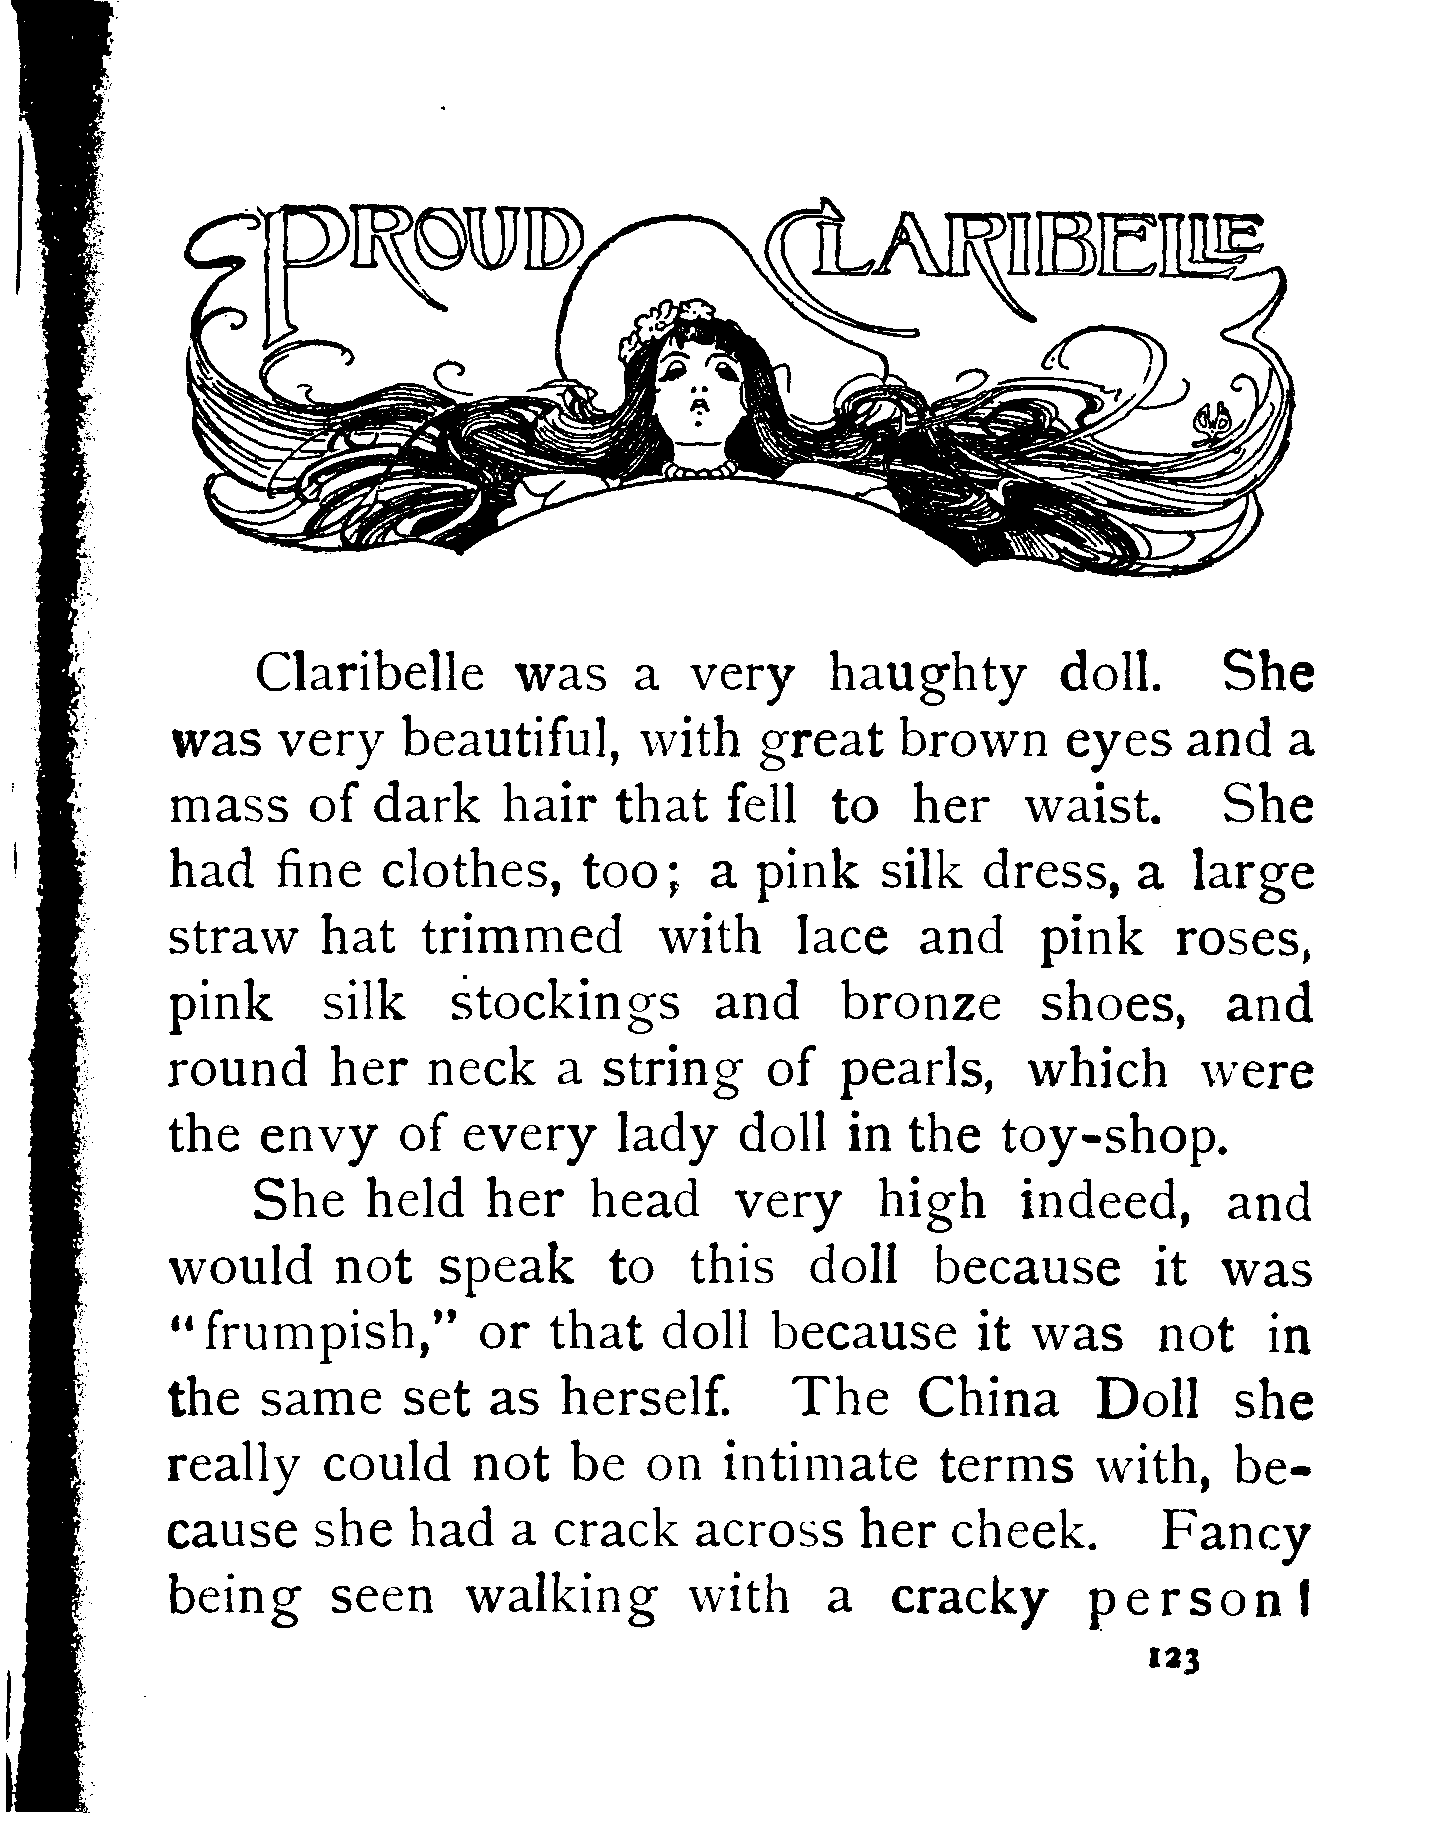 PROUD CLARIBELLE
Claribelle was a very haughty doll. She
was very beautiful, with great brown eyes and a
mass of dark hair that fell to her waist. She
had fine clothes, too; a pink silk dress, a large
straw hat trimmed with lace and pink roses,
pink silk stockings and bronze shoes, and
round her neck a string of pearls, which were
the envy of every lady doll in the toy-shop.
She held her head very high indeed, and
would not speak to this doll because it was
“frumpish,” or that doll because it was not in
the same set as herself. The China Doll she
really could not be on intimate terms with, be-
cause she had a crack across her cheek. Fancy
being seen walking with a cracky person!
123